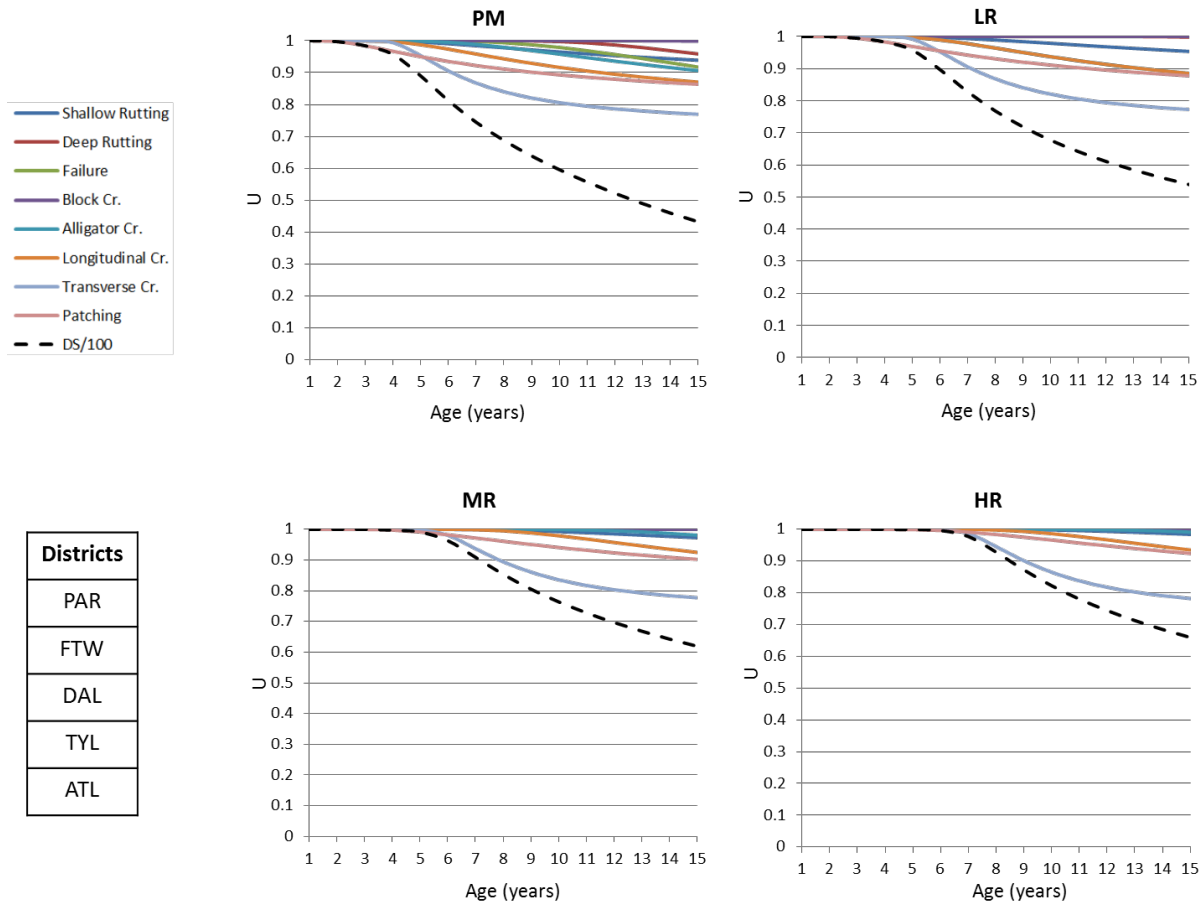 PM
U
1
0.9
0.8
0.7
0.6
0.5
0.4
0.3
0.2
0.1
0
1 2 3 4 5 6 7 8 9 10 11 12 13 14 15
Age (years)
LR
U
1
0.9
0.8
0.7
0.6
0.5
0.4
0.3
0.2
0.1
0
1 2 3 4 5 6 7 8 9 10 11 12 13 14 15
Age (years)
Shallow Rutting
Deep Rutting
Failure
Block Cr.
Alligator Cr.
Longitudinal Cr.
Transverse Cr.
Patching
DS/100
MR
U
1
0.9
0.8
0.7
0.6
0.5
0.4
0.3
0.2
0.1
0
1 2 3 4 5 6 7 8 9 10 11 12 13 14 15
Age (years)
HR
U
1
0.9
0.8
0.7
0.6
0.5
0.4
0.3
0.2
0.1
0
1 2 3 4 5 6 7 8 9 10 11 12 13 14 15
Age (years)
Districts
PAR
FTW
DAL
TYL
ATL